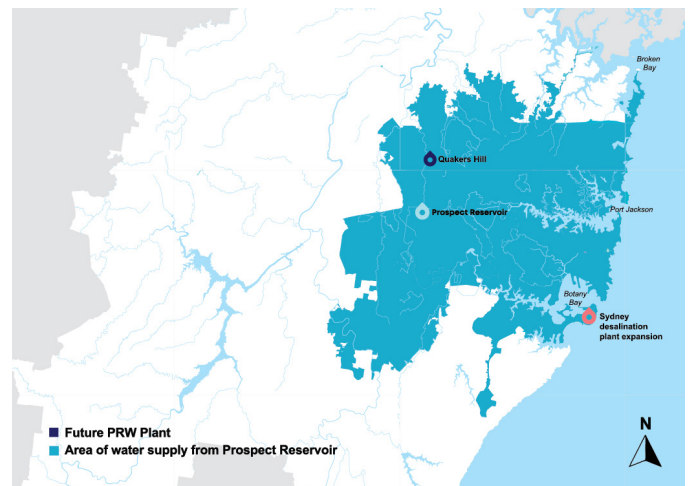 Broken
Bay
Quakers Hill
Prospect Reservoir
Port Jackson
Botany
Bay
Sydney
desalination
plant expansion
Future PRW Plant
Area of water supply from Prospect Reservoir
N